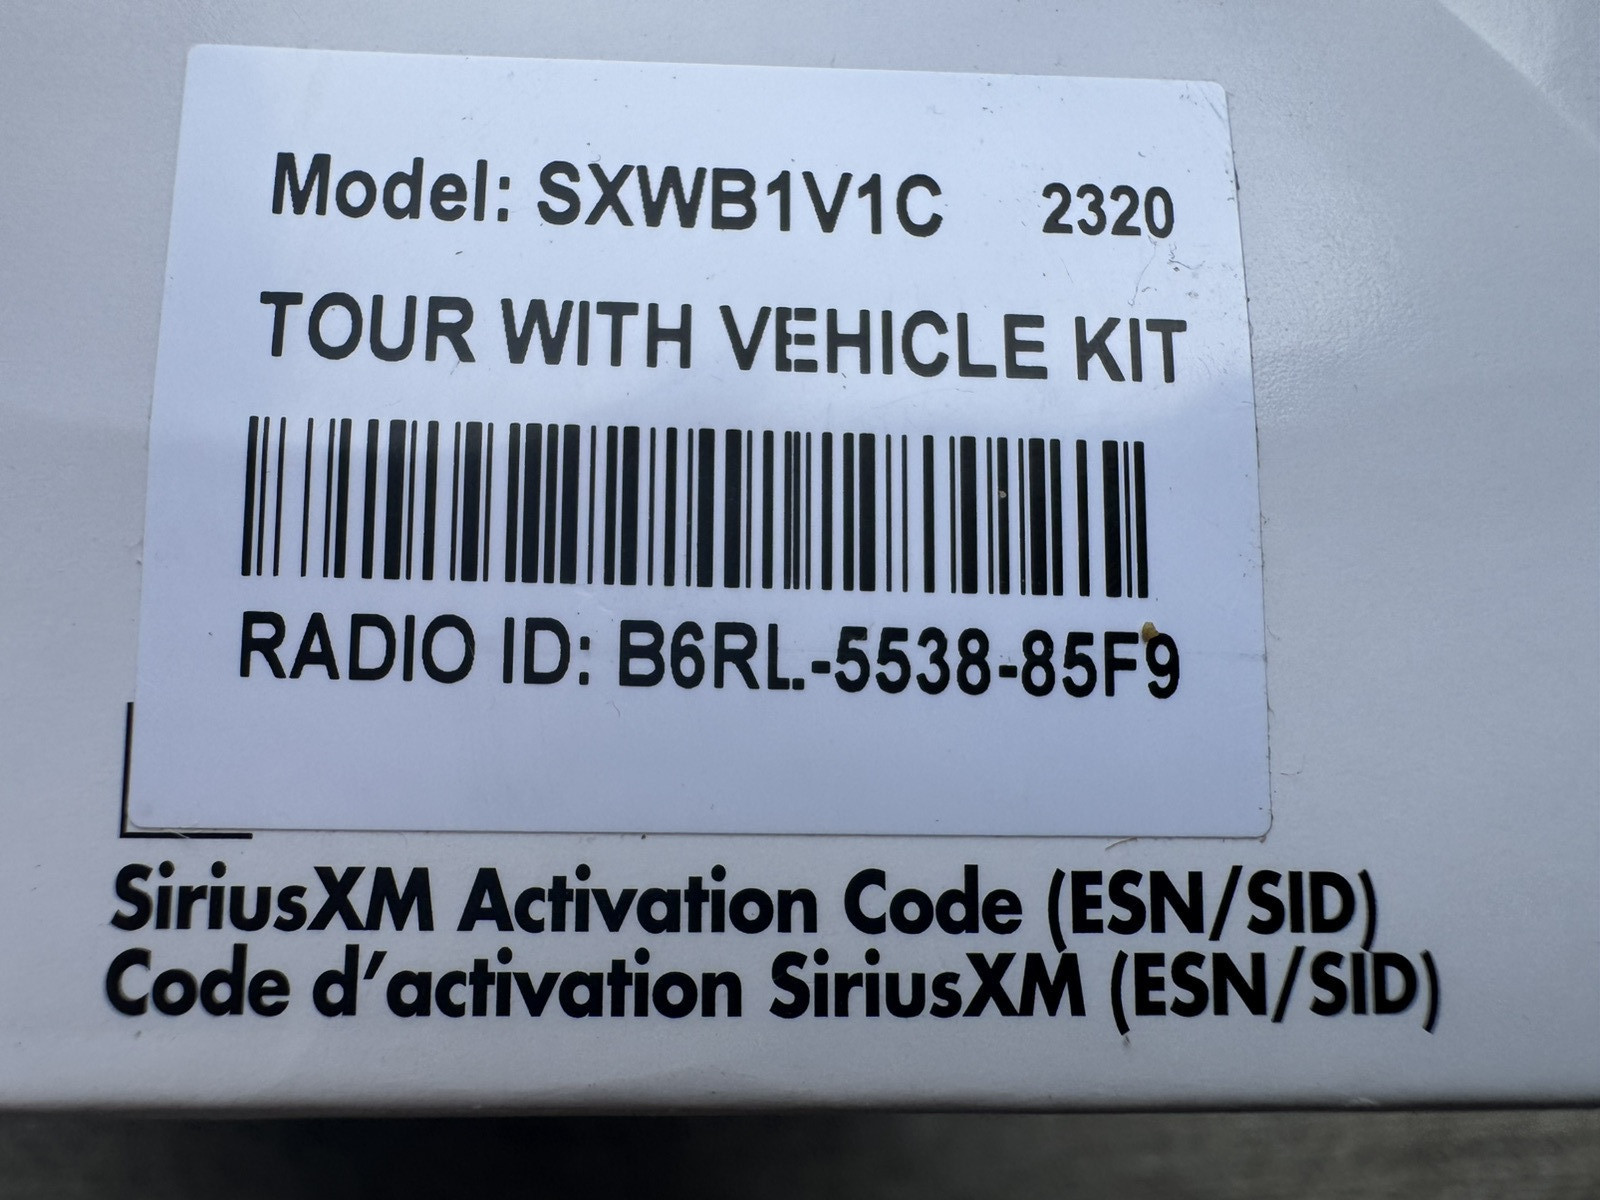 Model: SXWB1V1C 2320
TOUR WITH VEHICLE KIT
RADIO ID: B6RL-5538-85F9
SiriusXM Activation Code (ESN/SID)
Code d'activation SiriusXM (ESN/SID)